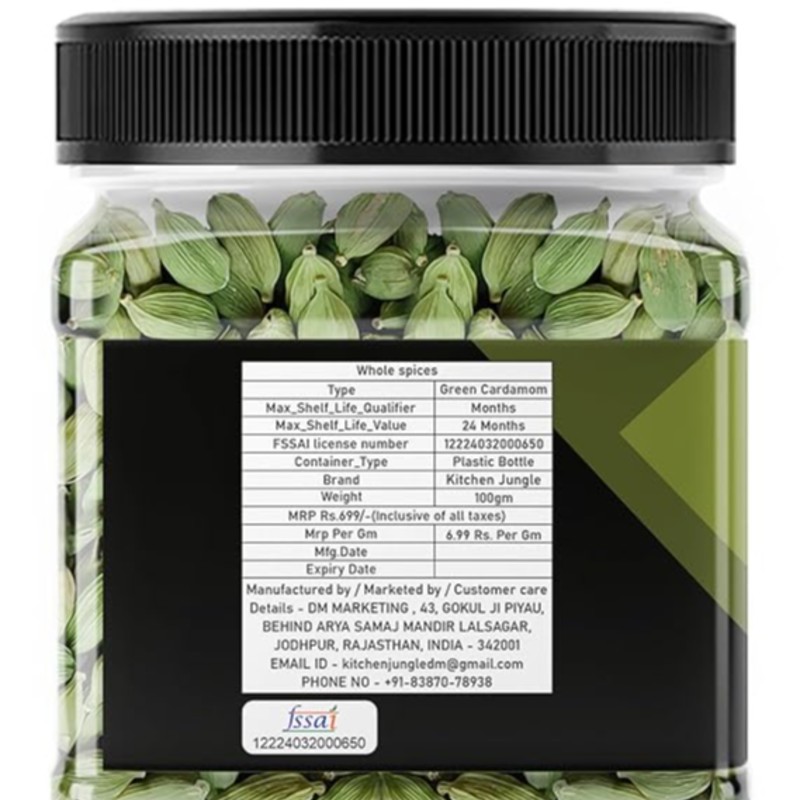 Whole spices
Type Green Cardamom
Max_Shelf_Life_Qualifier Months
Max_Shelf_Life_Value 24 Months
FSSAI license number 12224032000650
Container_Type Plastic Bottle
Brand Kitchen Jungle
Weight 100gm
MRP Rs.699/-(Inclusive of all taxes)
Mrp Per Gm 6.99 Rs. Per Gm
Mfg.Date
Expiry Date
Manufactured by / Marketed by / Customer care
Details - DM MARKETING , 43, GOKUL JI PIYAU,
BEHIND ARYA SAMAJ MANDIR LALSAGAR,
JODHPUR, RAJASTHAN, INDIA - 342001
EMAIL ID - kitchenjungledm@gmail.com
PHONE NO - +91-83870-78938
fssai
12224032000650